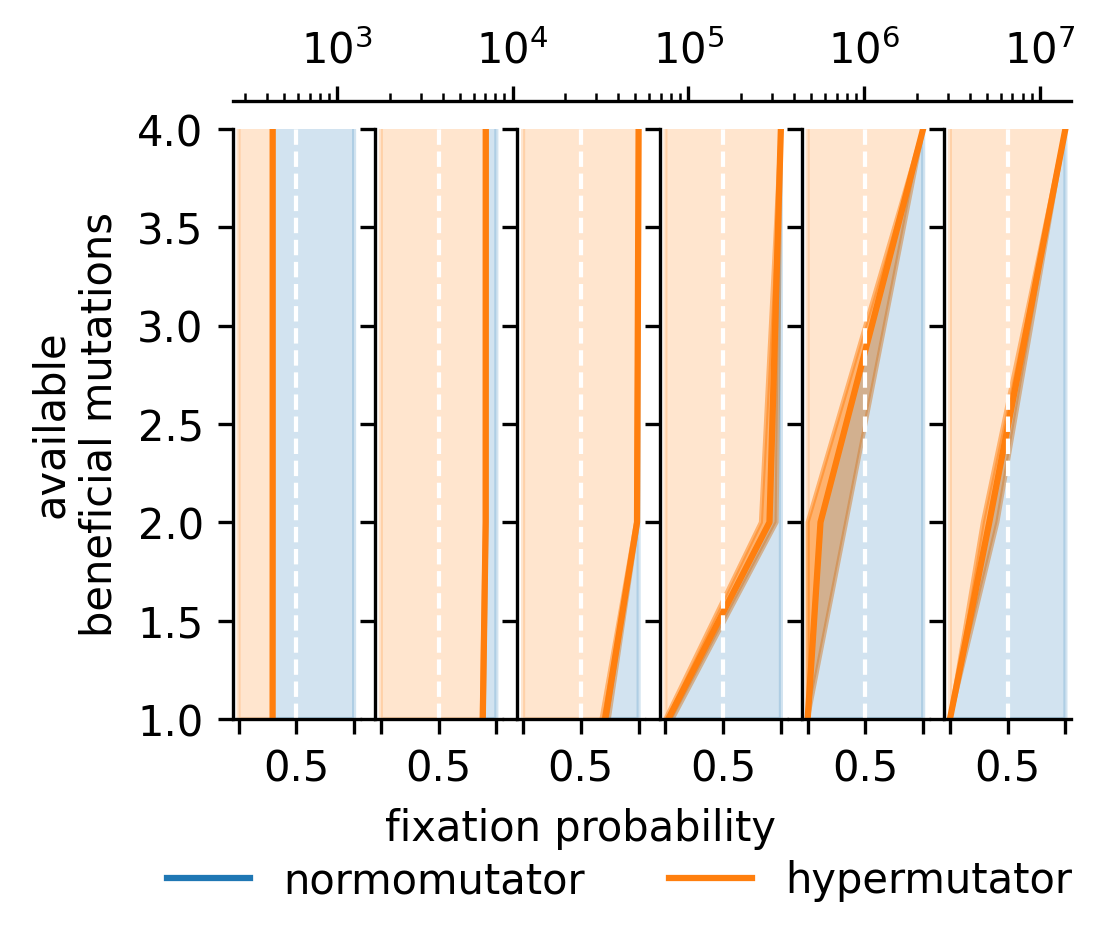 10³ 10⁴ 10⁵ 10⁶ 10⁷
4.0
3.5
3.0
2.5
2.0
1.5
1.0
available
beneficial mutations
0.5 0.5 0.5 0.5 0.5 0.5
fixation probability
normomutator hypermutator